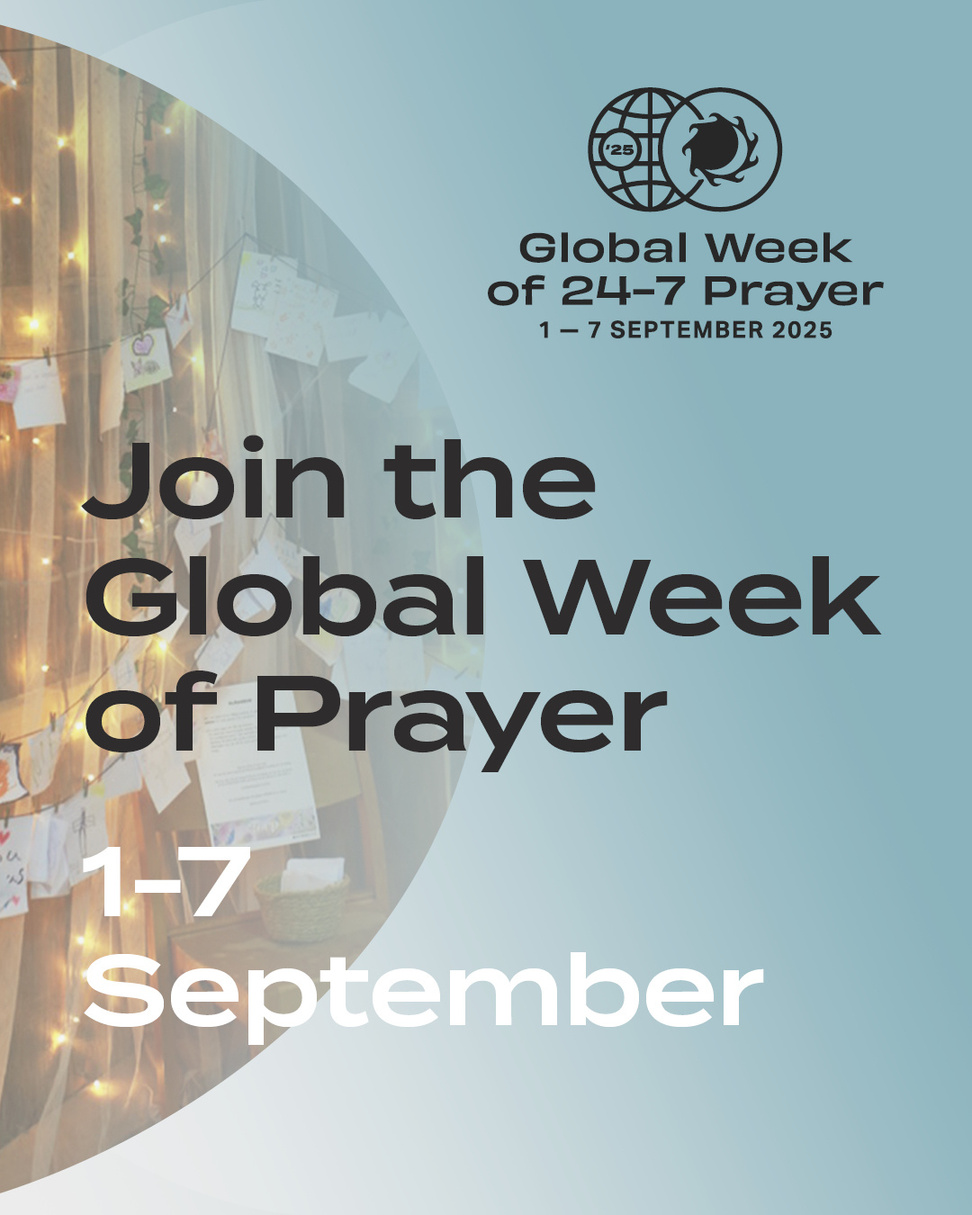 '25
Global Week
of 24–7 Prayer
1 — 7 SEPTEMBER 2025
Join the
Global Week
of Prayer
1–7
September